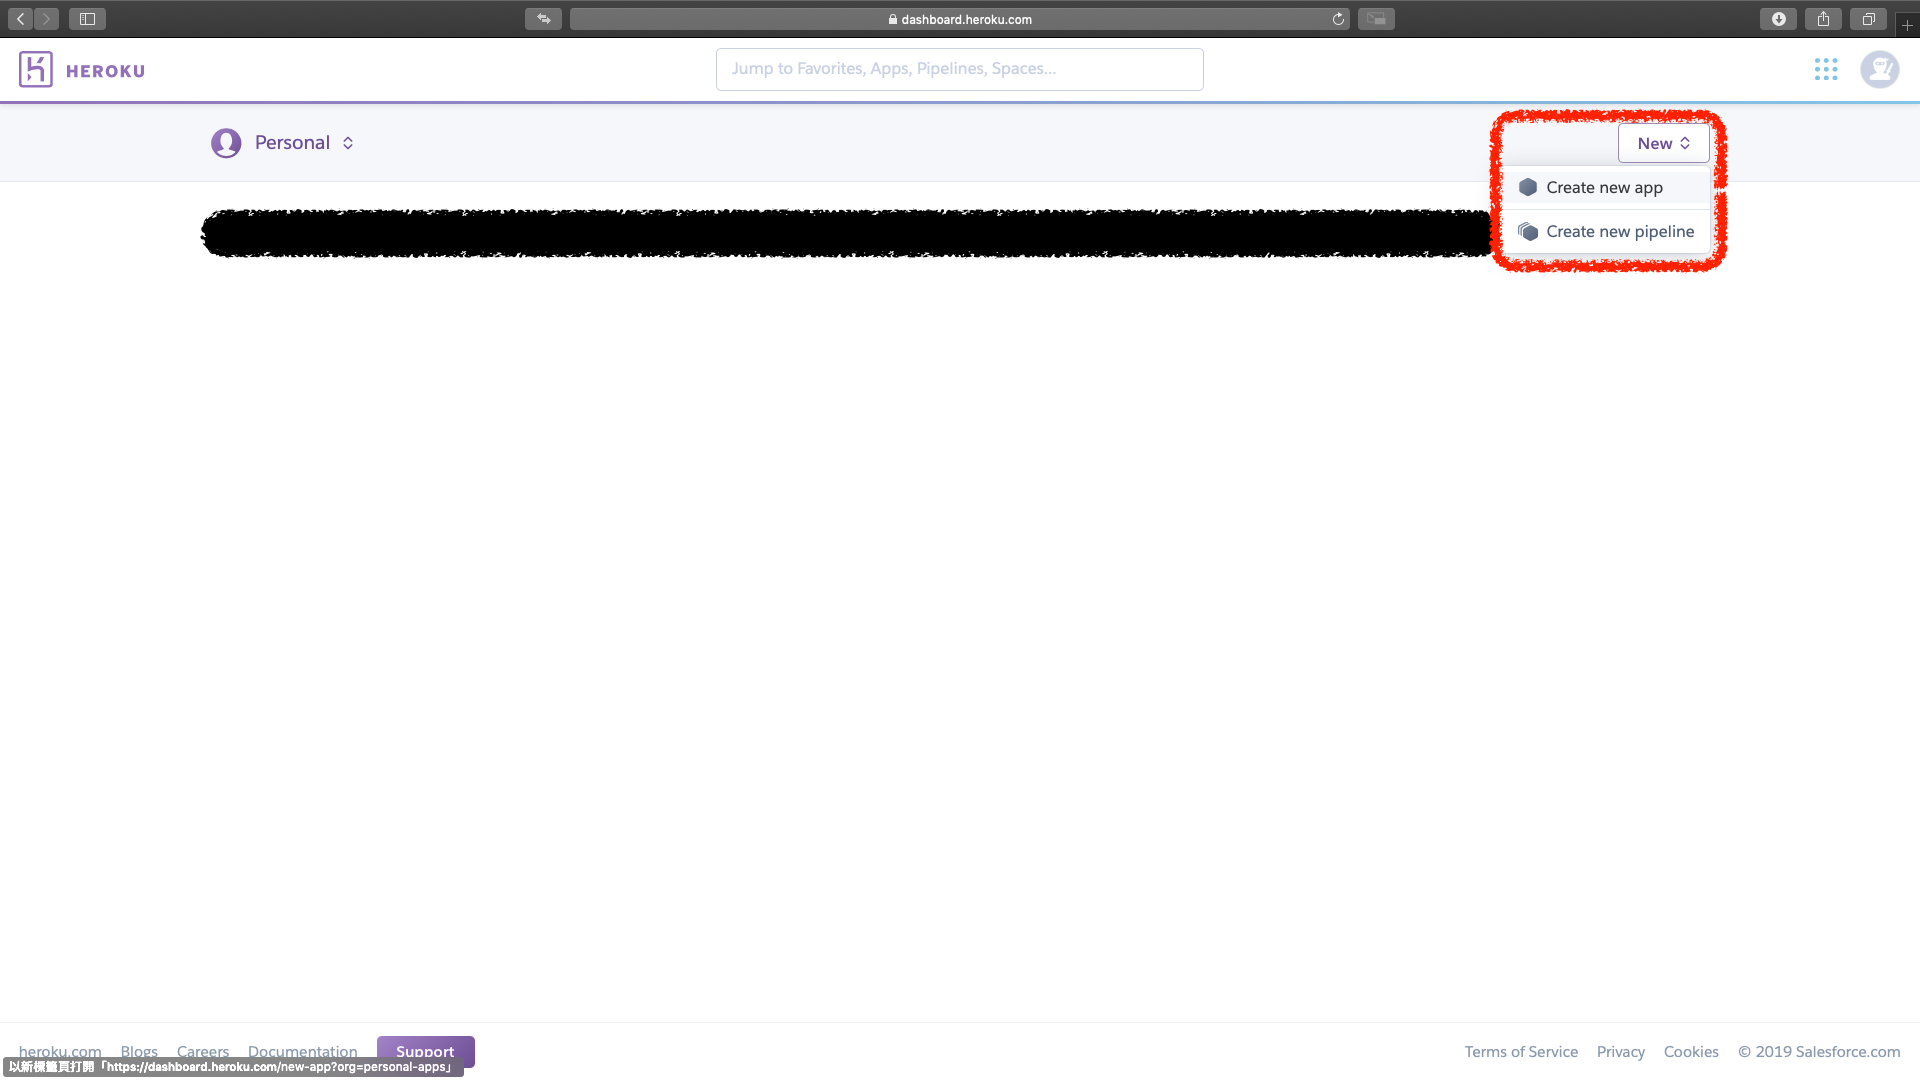 dashboard.heroku.com
HEROKU
Jump to Favorites, Apps, Pipelines, Spaces...
Personal
New
Create new app
Create new pipeline
heroku.com Blogs Careers Documentation Support
Terms of Service Privacy Cookies © 2019 Salesforce.com
以新標籤頁打開「https://dashboard.heroku.com/new-app?org=personal-apps」